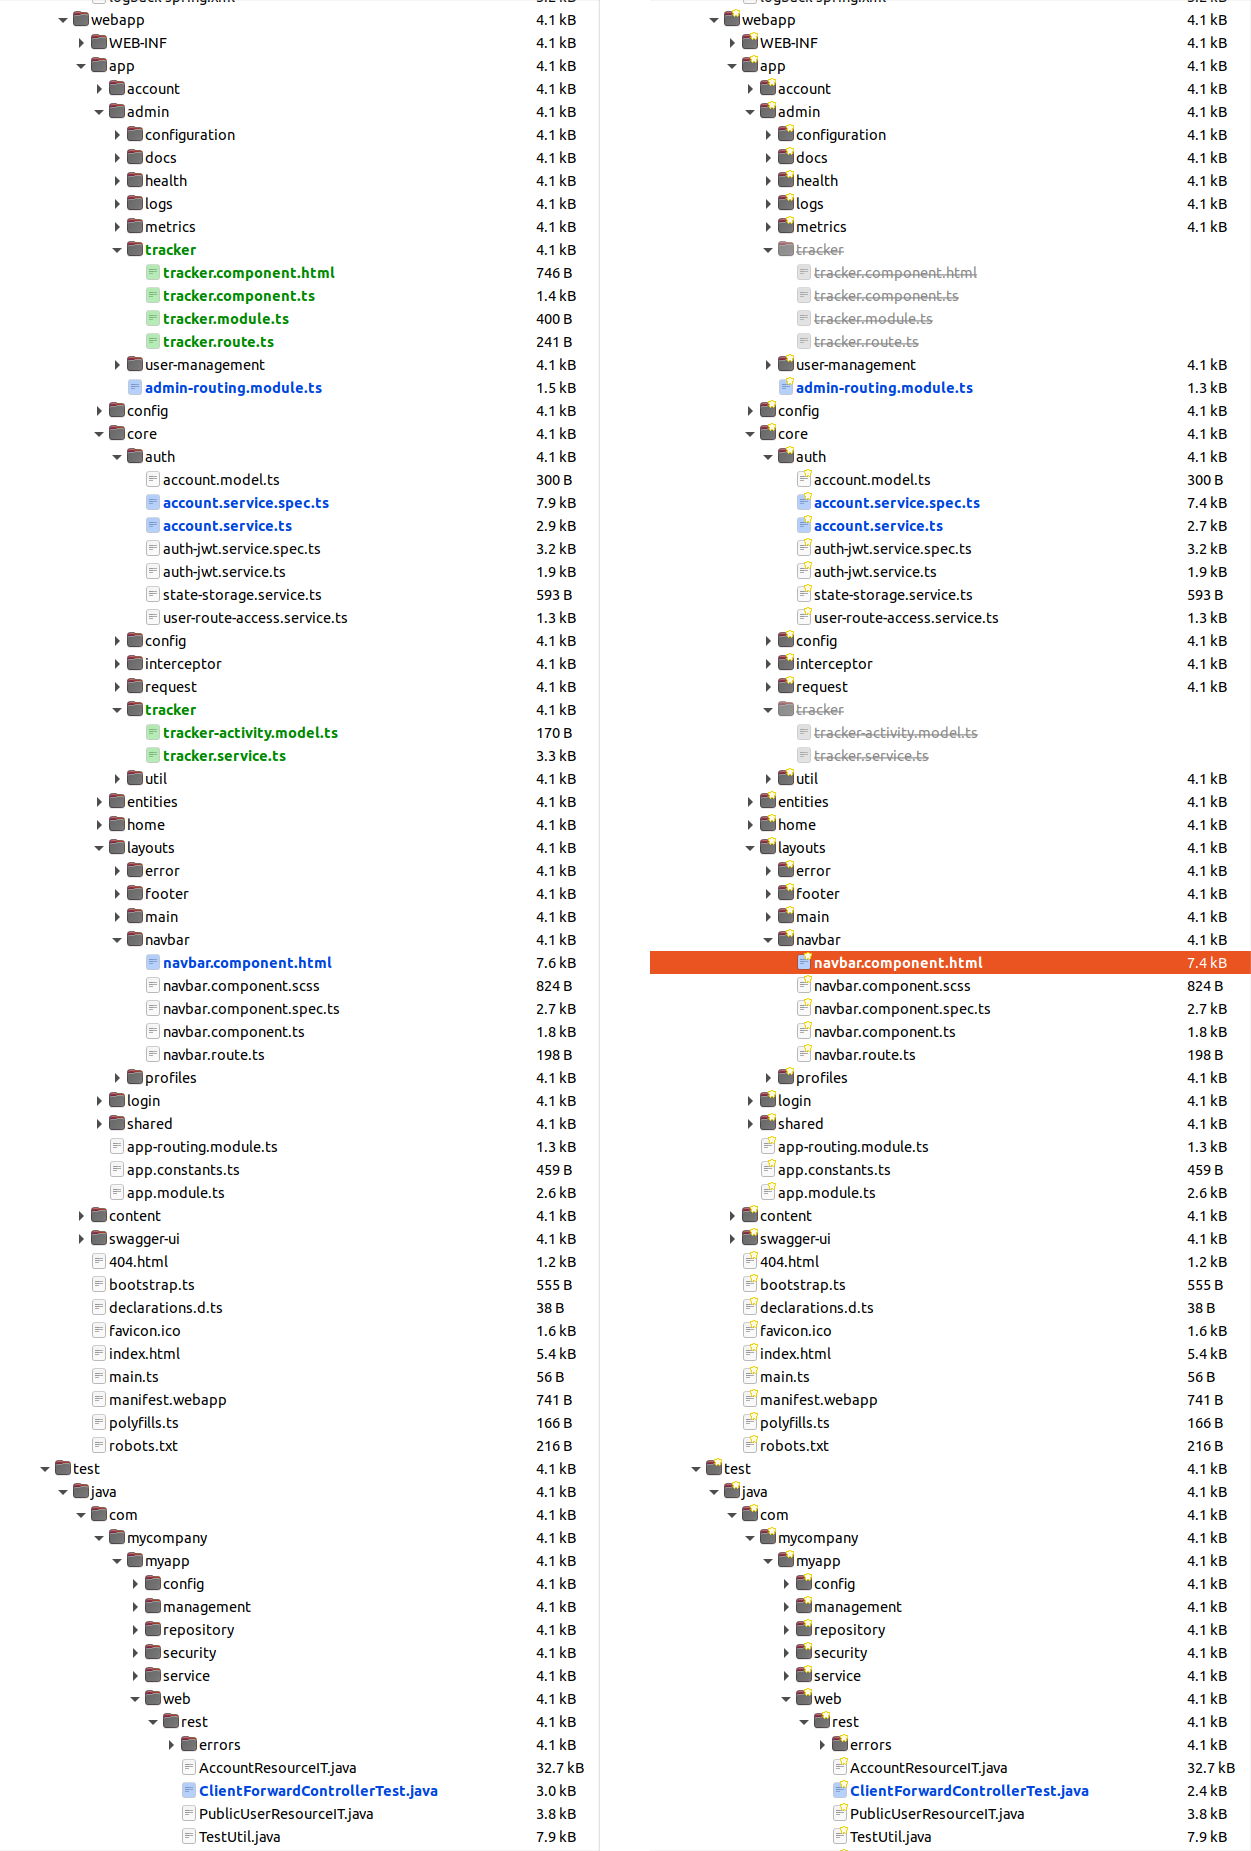 webapp 4.1 kB webapp 4.1 kB
WEB-INF 4.1 kB WEB-INF 4.1 kB
app 4.1 kB app 4.1 kB
account 4.1 kB account 4.1 kB
admin 4.1 kB admin 4.1 kB
configuration 4.1 kB configuration 4.1 kB
docs 4.1 kB docs 4.1 kB
health 4.1 kB health 4.1 kB
logs 4.1 kB logs 4.1 kB
metrics 4.1 kB metrics 4.1 kB
tracker 4.1 kB tracker
tracker.component.html 746 B tracker.component.html
tracker.component.ts 1.4 kB tracker.component.ts
tracker.module.ts 400 B tracker.module.ts
tracker.route.ts 241 B tracker.route.ts
user-management 4.1 kB user-management 4.1 kB
admin-routing.module.ts 1.5 kB admin-routing.module.ts 1.3 kB
config 4.1 kB config 4.1 kB
core 4.1 kB core 4.1 kB
auth 4.1 kB auth 4.1 kB
account.model.ts 300 B account.model.ts 300 B
account.service.spec.ts 7.9 kB account.service.spec.ts 7.4 kB
account.service.ts 2.9 kB account.service.ts 2.7 kB
auth-jwt.service.spec.ts 3.2 kB auth-jwt.service.spec.ts 3.2 kB
auth-jwt.service.ts 1.9 kB auth-jwt.service.ts 1.9 kB
state-storage.service.ts 593 B state-storage.service.ts 593 B
user-route-access.service.ts 1.3 kB user-route-access.service.ts 1.3 kB
config 4.1 kB config 4.1 kB
interceptor 4.1 kB interceptor 4.1 kB
request 4.1 kB request 4.1 kB
tracker 4.1 kB tracker
tracker-activity.model.ts 170 B tracker-activity.model.ts
tracker.service.ts 3.3 kB tracker.service.ts
util 4.1 kB util 4.1 kB
entities 4.1 kB entities 4.1 kB
home 4.1 kB home 4.1 kB
layouts 4.1 kB layouts 4.1 kB
error 4.1 kB error 4.1 kB
footer 4.1 kB footer 4.1 kB
main 4.1 kB main 4.1 kB
navbar 4.1 kB navbar 4.1 kB
navbar.component.html 7.6 kB navbar.component.html 7.4 kB
navbar.component.scss 824 B navbar.component.scss 824 B
navbar.component.spec.ts 2.7 kB navbar.component.spec.ts 2.7 kB
navbar.component.ts 1.8 kB navbar.component.ts 1.8 kB
navbar.route.ts 198 B navbar.route.ts 198 B
profiles 4.1 kB profiles 4.1 kB
login 4.1 kB login 4.1 kB
shared 4.1 kB shared 4.1 kB
app-routing.module.ts 1.3 kB app-routing.module.ts 1.3 kB
app.constants.ts 459 B app.constants.ts 459 B
app.module.ts 2.6 kB app.module.ts 2.6 kB
content 4.1 kB content 4.1 kB
swagger-ui 4.1 kB swagger-ui 4.1 kB
404.html 1.2 kB 404.html 1.2 kB
bootstrap.ts 555 B bootstrap.ts 555 B
declarations.d.ts 38 B declarations.d.ts 38 B
favicon.ico 1.6 kB favicon.ico 1.6 kB
index.html 5.4 kB index.html 5.4 kB
main.ts 56 B main.ts 56 B
manifest.webapp 741 B manifest.webapp 741 B
polyfills.ts 166 B polyfills.ts 166 B
robots.txt 216 B robots.txt 216 B
test 4.1 kB test 4.1 kB
java 4.1 kB java 4.1 kB
com 4.1 kB com 4.1 kB
mycompany 4.1 kB mycompany 4.1 kB
myapp 4.1 kB myapp 4.1 kB
config 4.1 kB config 4.1 kB
management 4.1 kB management 4.1 kB
repository 4.1 kB repository 4.1 kB
security 4.1 kB security 4.1 kB
service 4.1 kB service 4.1 kB
web 4.1 kB web 4.1 kB
rest 4.1 kB rest 4.1 kB
errors 4.1 kB errors 4.1 kB
AccountResourceIT.java 32.7 kB AccountResourceIT.java 32.7 kB
ClientForwardControllerTest.java 3.0 kB ClientForwardControllerTest.java 2.4 kB
PublicUserResourceIT.java 3.8 kB PublicUserResourceIT.java 3.8 kB
TestUtil.java 7.9 kB TestUtil.java 7.9 kB